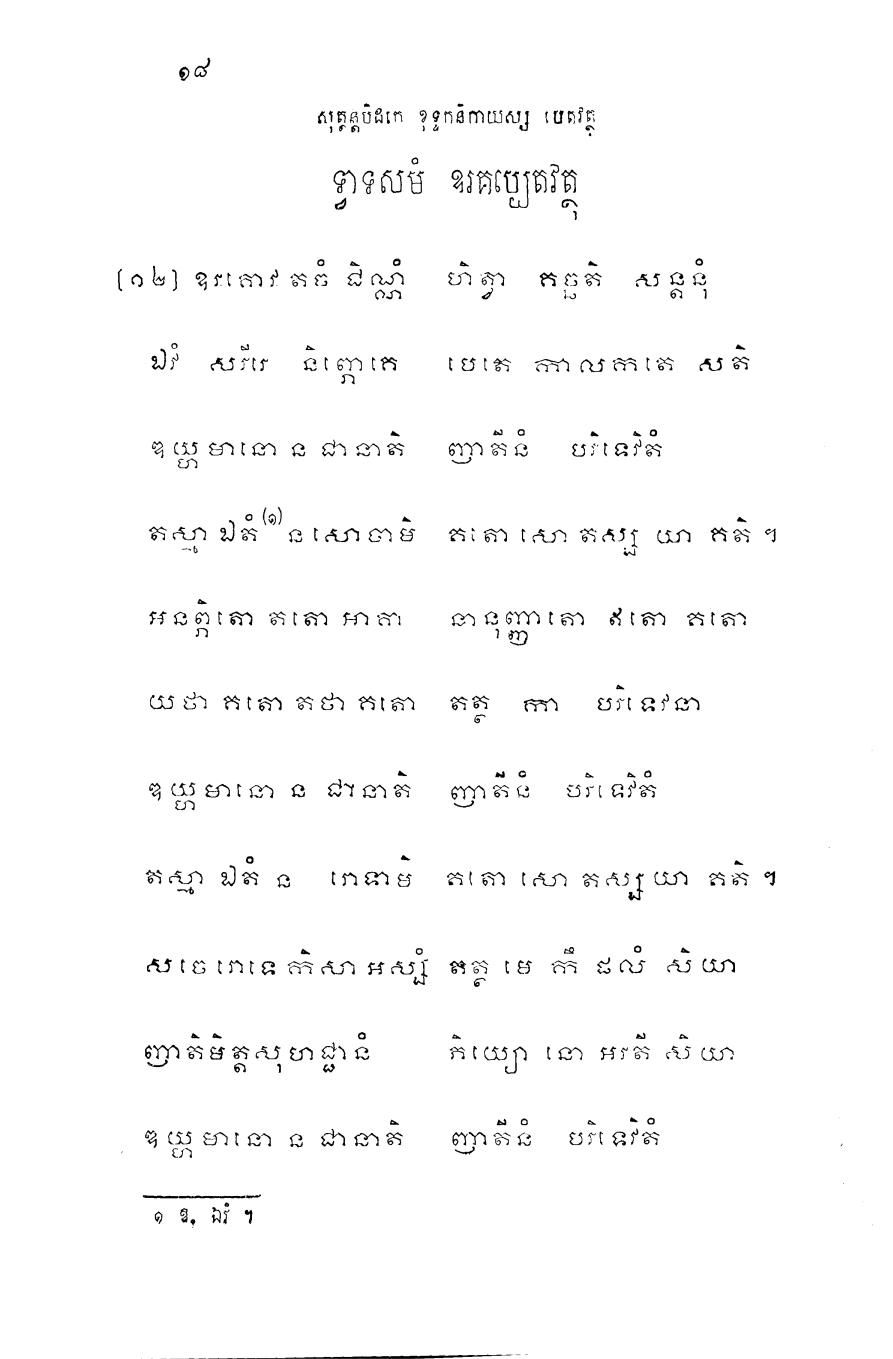 ១៨
សុត្តន្តបិដកេ ខុទ្ទកនិកាយស្ស បេតវត្ថុ
ទ្វាទសមំ ឧរគប្បេតវត្ថុ
[១២] ឧរគោវ តចំ ជិណ្ណំ ហិត្វា គច្ឆតិ សន្តនុំ
ឯវំ សរីរេ និព្ភោគេ បេតេ កាលកតេ សតិ
ឌយ្ហមានោ ន ជានាតិ ញាតីនំ បរិទេវិតំ
តស្មា ឯតំ(១) ន សោចាមិ គតោ សោ តស្ស យា គតិ ។
អនព្ភិតោ តតោ អាគា នានុញ្ញាតោ ឥតោ គតោ
យថា គតោ តថា គតោ តត្ថ កា បរិទេវនា
ឌយ្ហមានោ ន ជានាតិ ញាតីនំ បរិទេវិតំ
តស្មា ឯតំ ន រោទាមិ គតោ សោ តស្ស យា គតិ ។
សចេ រោទេ កិសា អស្សំ តត្ថ មេ កឹ ផលំ សិយា
ញាតិមិត្តសុហជ្ជានំ ភិយ្យោ នោ អរតី សិយា
ឌយ្ហមានោ ន ជានាតិ ញាតីនំ បរិទេវិតំ
១ ឱ. ឯវំ ។